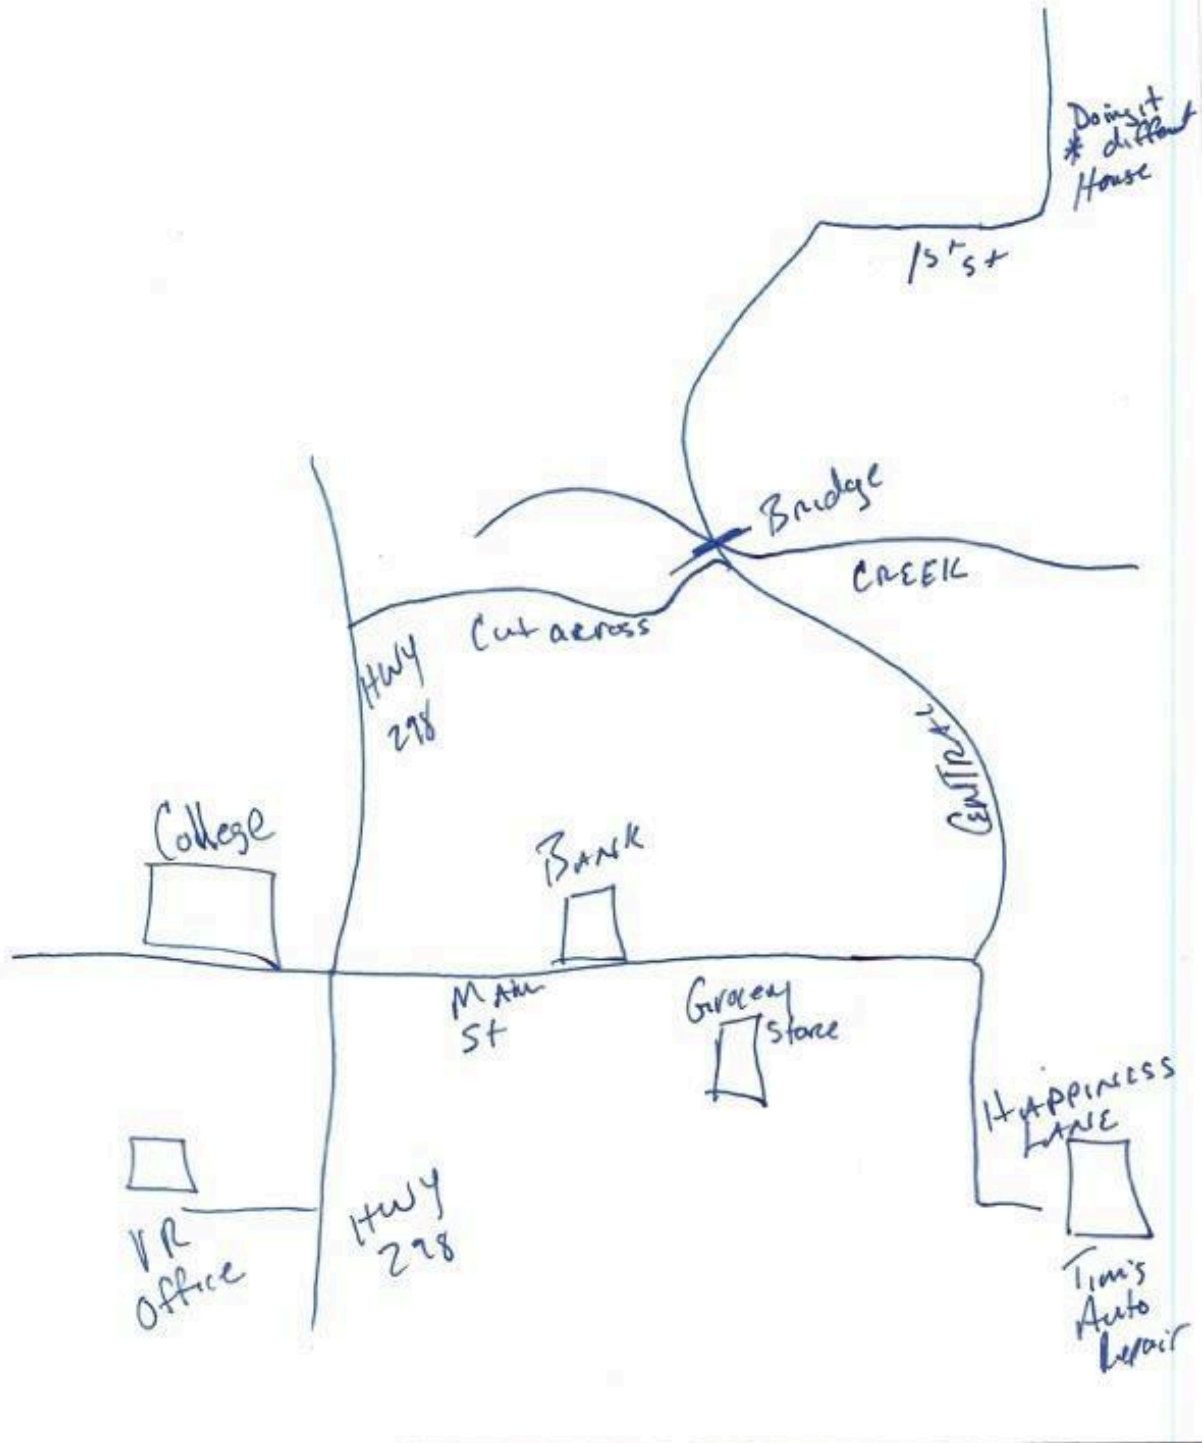 Doing it
* different
House
1st st
Bridge
CREEK
Cut across
HWY
298
CENTRAL
College
BANK
MAIN
St
Grocery
Store
HAPPINESS
LANE
VR
office
HWY
298
Tim's
Auto
Repair